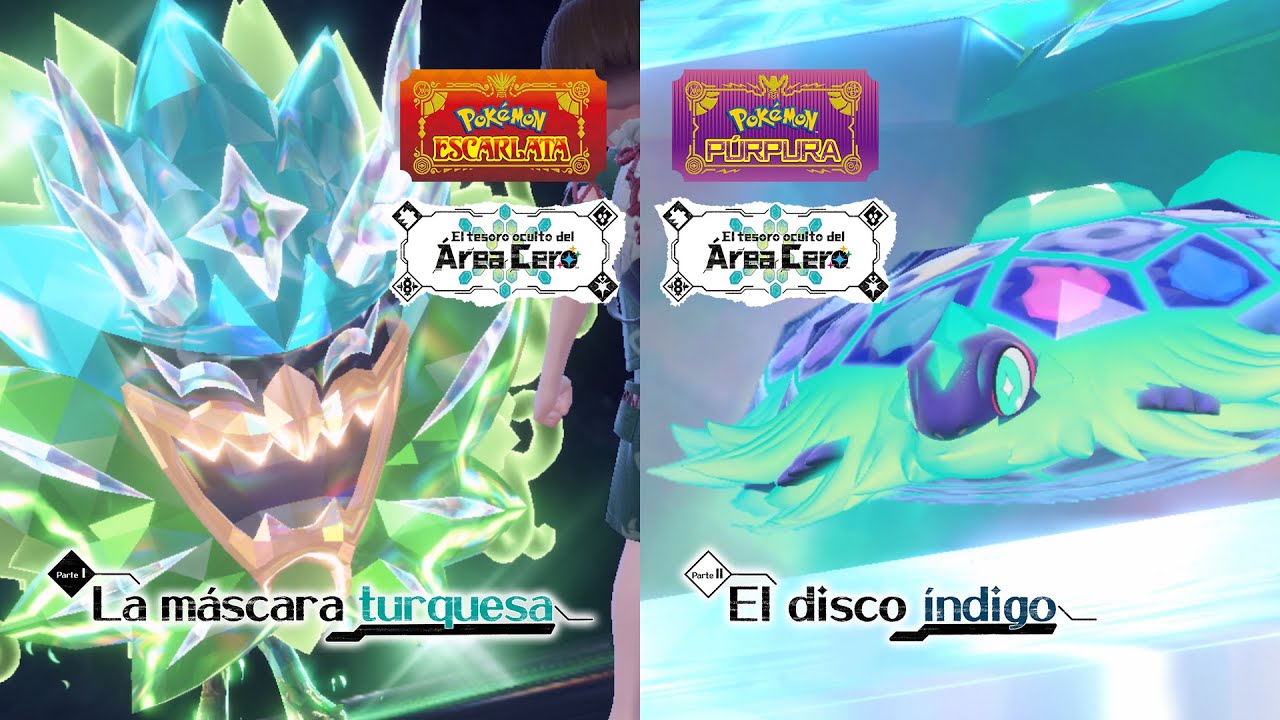 Pokémon
ESCARLATA
El tesoro oculto del
Área Cero
Parte I
La máscara turquesa
Pokémon
PÚRPURA
El tesoro oculto del
Área Cero
Parte II
El disco índigo